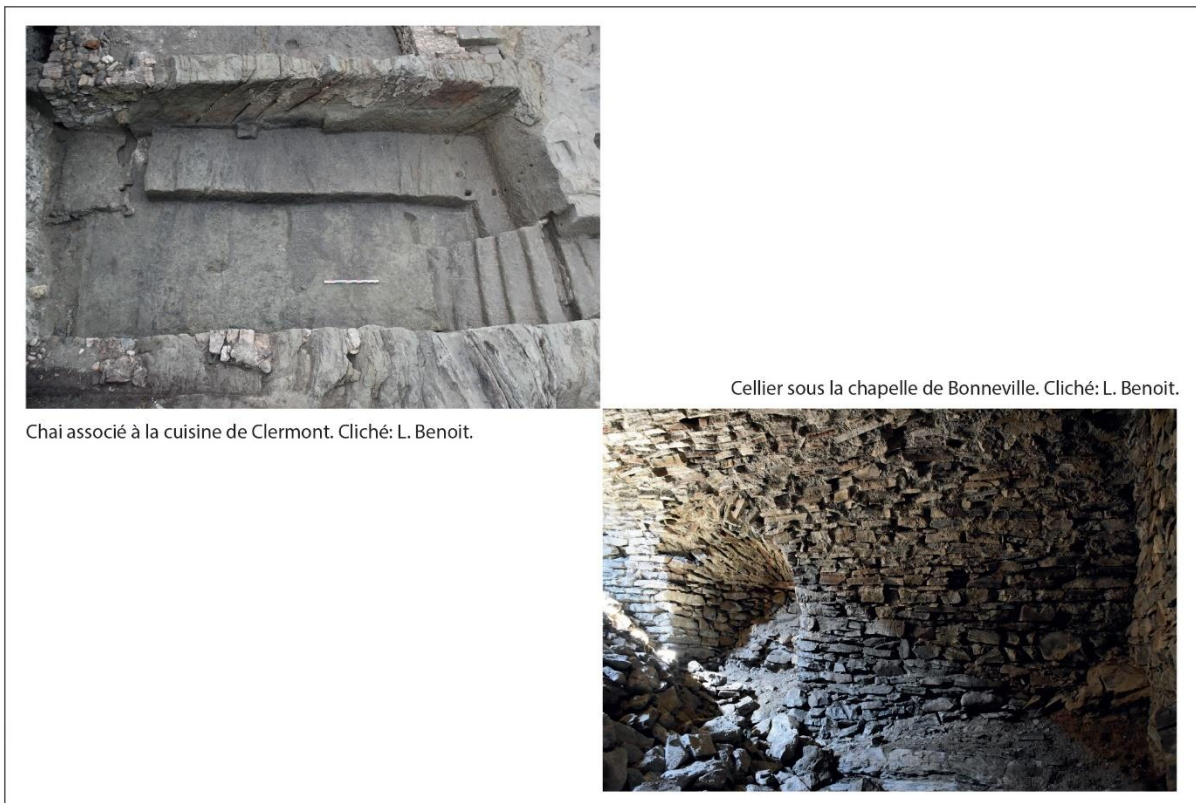 Cellier sous la chapelle de Bonneville. Cliché: L. Benoit.
Chai associé à la cuisine de Clermont. Cliché: L. Benoit.